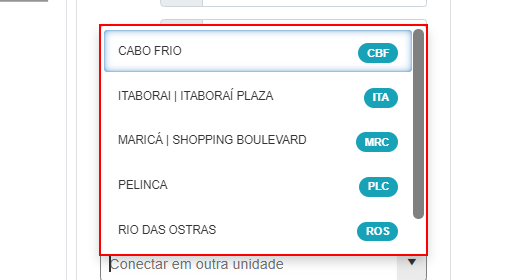 CABO FRIO CBF
ITABORAI | ITABORAÍ PLAZA ITA
MARICÁ | SHOPPING BOULEVARD MRC
PELINCA PLC
RIO DAS OSTRAS ROS
Conectar em outra unidade